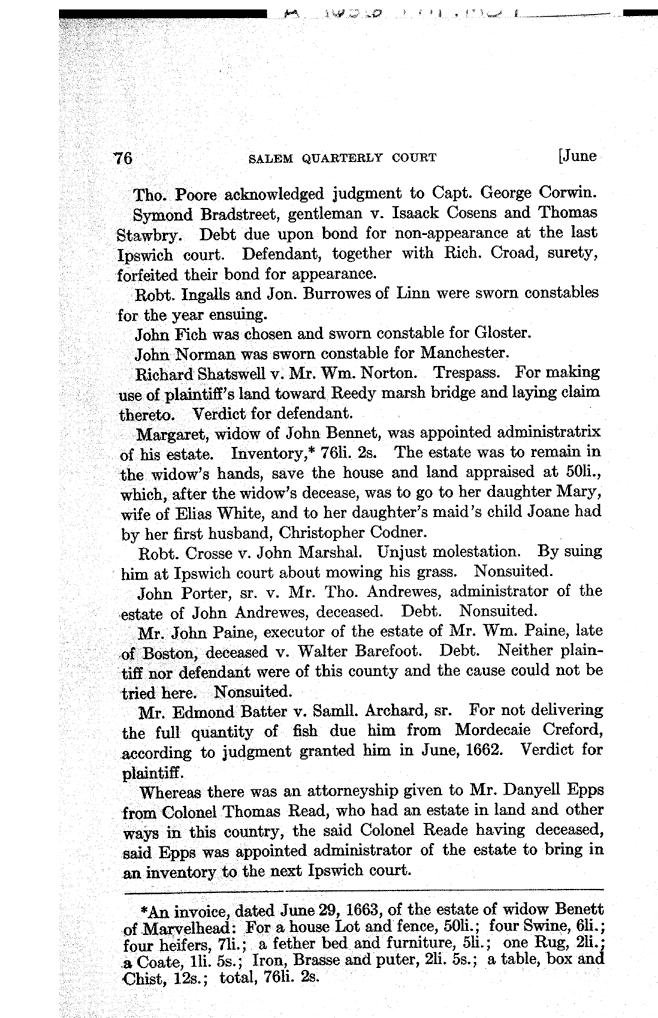 76 SALEM QUARTERLY COURT [June
Tho. Poore acknowledged judgment to Capt. George Corwin.
Symond Bradstreet, gentleman v. Isaack Cosens and Thomas
Stawbry. Debt due upon bond for non-appearance at the last
Ipswich court. Defendant, together with Rich. Croad, surety,
forfeited their bond for appearance.
Robt. Ingalls and Jon. Burrowes of Linn were sworn constables
for the year ensuing.
John Fich was chosen and sworn constable for Gloster.
John Norman was sworn constable for Manchester.
Richard Shatswell v. Mr. Wm. Norton. Trespass. For making
use of plaintiff's land toward Reedy marsh bridge and laying claim
thereto. Verdict for defendant.
Margaret, widow of John Bennet, was appointed administratrix
of his estate. Inventory,* 76li. 2s. The estate was to remain in
the widow's hands, save the house and land appraised at 50li.,
which, after the widow's decease, was to go to her daughter Mary,
wife of Elias White, and to her daughter's maid's child Joane had
by her first husband, Christopher Codner.
Robt. Crosse v. John Marshal. Unjust molestation. By suing
him at Ipswich court about mowing his grass. Nonsuited.
John Porter, sr. v. Mr. Tho. Andrewes, administrator of the
estate of John Andrewes, deceased. Debt. Nonsuited.
Mr. John Paine, executor of the estate of Mr. Wm. Paine, late
of Boston, deceased v. Walter Barefoot. Debt. Neither plain-
tiff nor defendant were of this county and the cause could not be
tried here. Nonsuited.
Mr. Edmond Batter v. Samll. Archard, sr. For not delivering
the full quantity of fish due him from Mordecaie Creford,
according to judgment granted him in June, 1662. Verdict for
plaintiff.
Whereas there was an attorneyship given to Mr. Danyell Epps
from Colonel Thomas Read, who had an estate in land and other
ways in this country, the said Colonel Reade having deceased,
said Epps was appointed administrator of the estate to bring in
an inventory to the next Ipswich court.
*An invoice, dated June 29, 1663, of the estate of widow Benett
of Marvelhead: For a house Lot and fence, 50li.; four Swine, 6li.;
four heifers, 7li.; a fether bed and furniture, 5li.; one Rug, 2li.;
a Coate, 1li. 5s.; Iron, Brasse and puter, 2li. 5s.; a table, box and
Chist, 12s.; total, 76li. 2s.